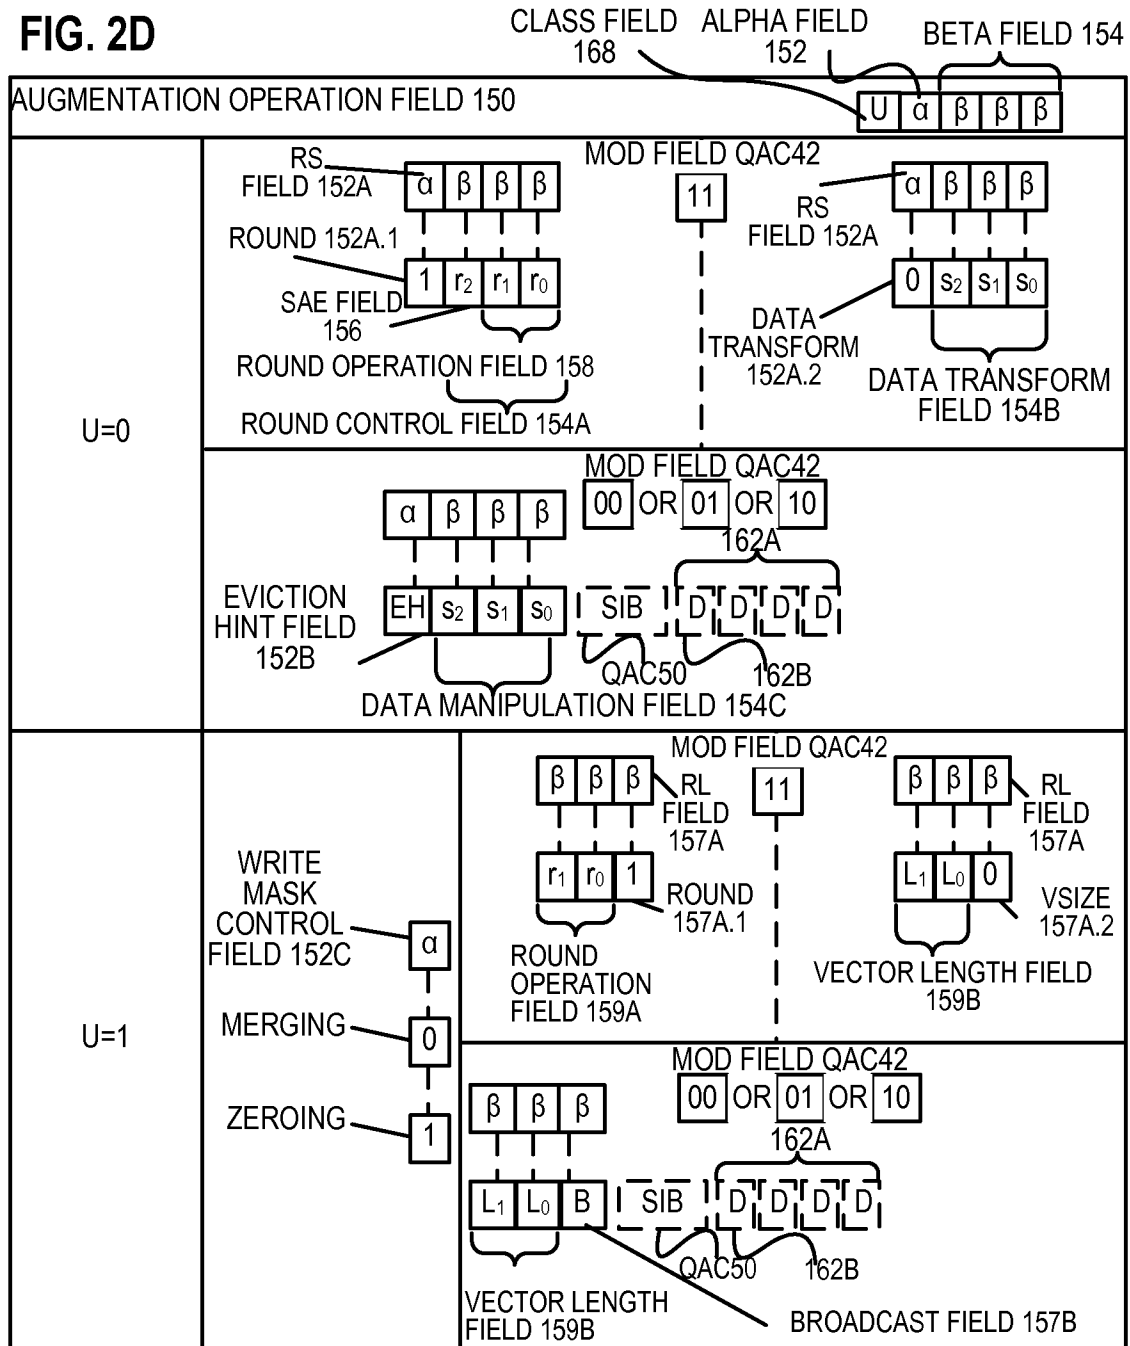 FIG. 2D
CLASS FIELD
168
ALPHA FIELD
152
BETA FIELD 154
AUGMENTATION OPERATION FIELD 150
U α β β β
U=0
MOD FIELD QAC42
11
RS
FIELD 152A
α β β β
ROUND 152A.1
1 r2 r1 r0
SAE FIELD
156
ROUND OPERATION FIELD 158
ROUND CONTROL FIELD 154A
α β β β
RS
FIELD 152A
0 s2 s1 s0
DATA
TRANSFORM
152A.2
DATA TRANSFORM
FIELD 154B
MOD FIELD QAC42
00 OR 01 OR 10
α β β β
162A
EVICTION
HINT FIELD
152B
EH s2 s1 s0 SIB D D D D
QAC50
162B
DATA MANIPULATION FIELD 154C
U=1
WRITE
MASK
CONTROL
FIELD 152C
α
MERGING
0
ZEROING
1
MOD FIELD QAC42
11
β β β
RL
FIELD
157A
r1 r0 1
ROUND
157A.1
ROUND
OPERATION
FIELD 159A
β β β
RL
FIELD
157A
L1 L0 0
VSIZE
157A.2
VECTOR LENGTH FIELD
159B
MOD FIELD QAC42
00 OR 01 OR 10
β β β
162A
L1 L0 B SIB D D D D
QAC50
162B
VECTOR LENGTH
FIELD 159B
BROADCAST FIELD 157B